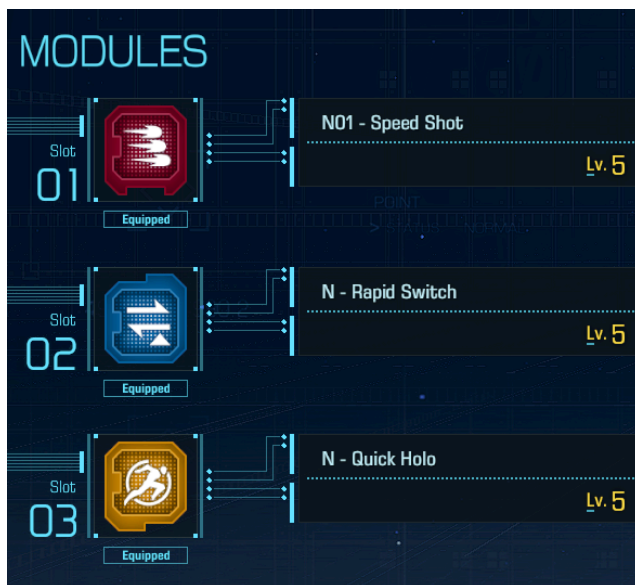 MODULES
Slot
01
Equipped
N01 - Speed Shot
Lv. 5
POINT
Slot
02
Equipped
N - Rapid Switch
Lv. 5
Slot
03
Equipped
N - Quick Holo
Lv. 5